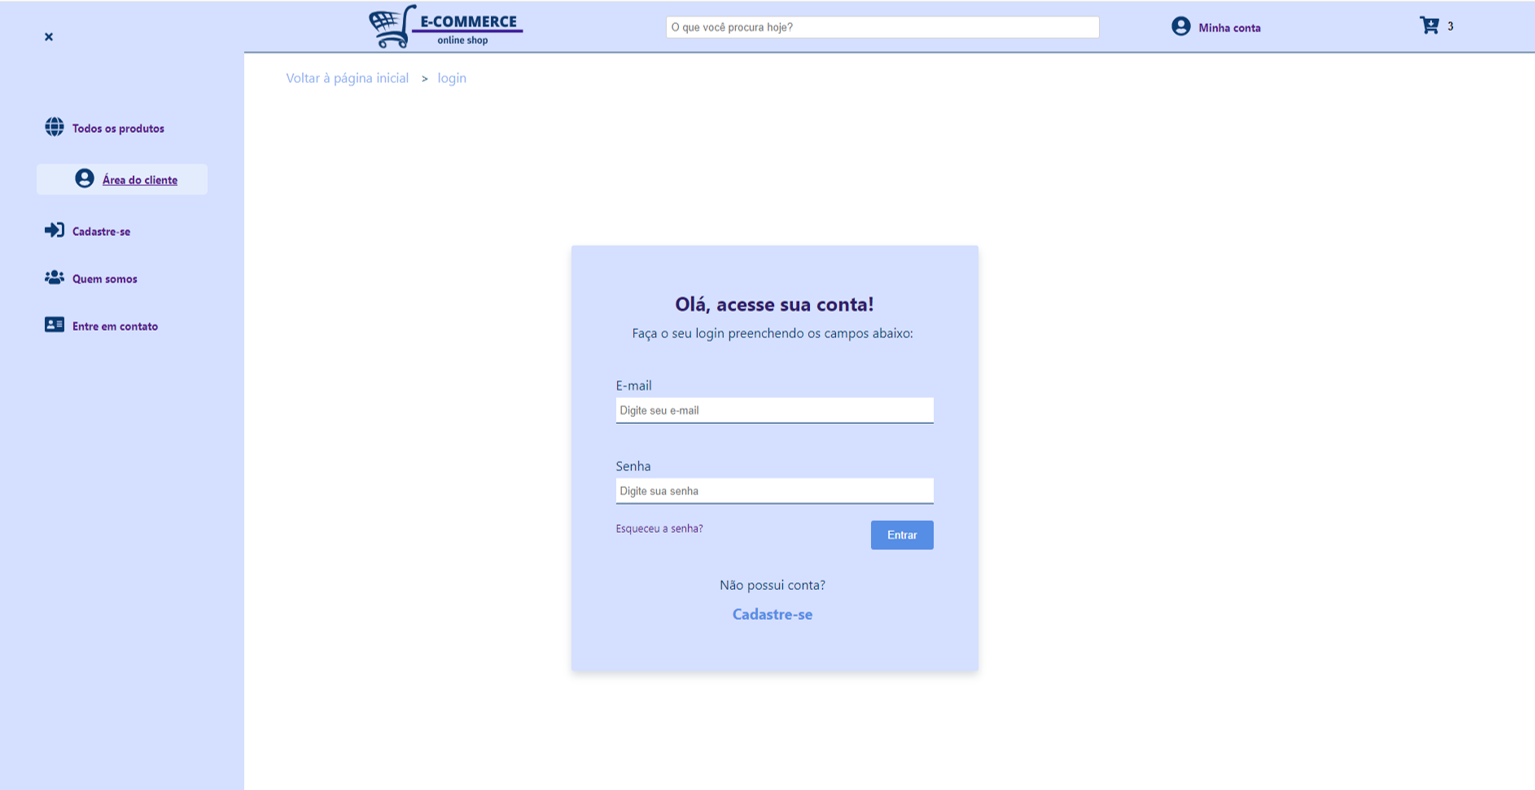 E-COMMERCE
online shop
O que você procura hoje?
Minha conta
3
Voltar à página inicial > login
Todos os produtos
Área do cliente
Cadastre-se
Quem somos
Entre em contato
Olá, acesse sua conta!
Faça o seu login preenchendo os campos abaixo:
E-mail
Digite seu e-mail
Senha
Digite sua senha
Esqueceu a senha?
Entrar
Não possui conta?
Cadastre-se